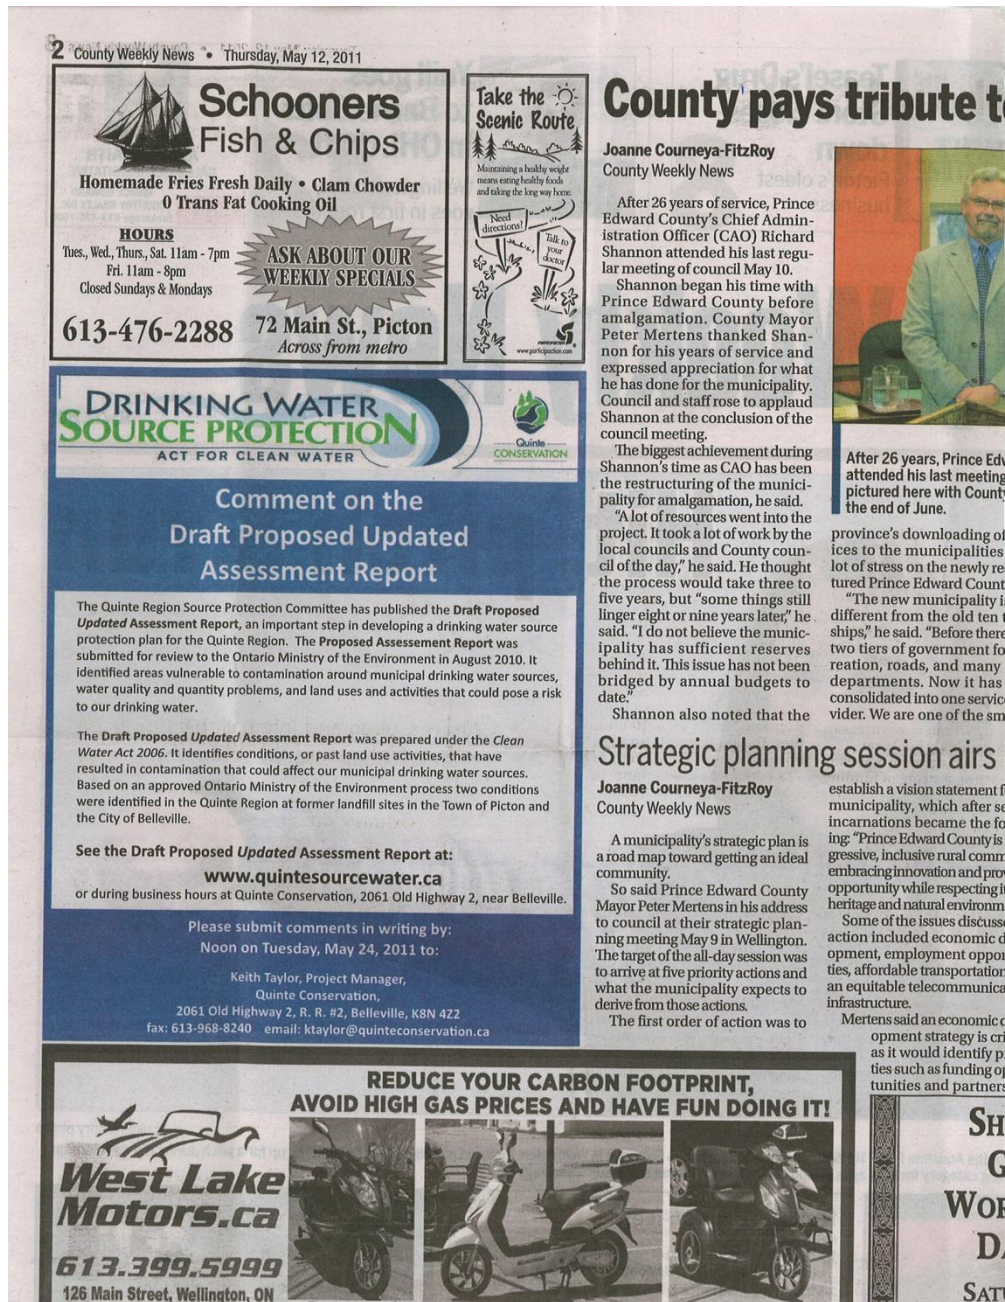 2 County Weekly News • Thursday, May 12, 2011
Schooners
Fish & Chips
Homemade Fries Fresh Daily • Clam Chowder
0 Trans Fat Cooking Oil
HOURS
Tues., Wed., Thurs., Sat. 11am - 7pm
Fri. 11am - 8pm
Closed Sundays & Mondays
ASK ABOUT OUR
WEEKLY SPECIALS
613-476-2288
72 Main St., Picton
Across from metro
Take the
Scenic Route
Maintaining a healthy weight
means eating healthy foods
and taking the long way home.
Need
directions?
Talk to
your
doctor
www.participaction.com
DRINKING WATER
SOURCE PROTECTION
ACT FOR CLEAN WATER
Quinte
CONSERVATION
Comment on the
Draft Proposed Updated
Assessment Report
The Quinte Region Source Protection Committee has published the Draft Proposed
Updated Assessment Report, an important step in developing a drinking water source
protection plan for the Quinte Region. The Proposed Assessement Report was
submitted for review to the Ontario Ministry of the Environment in August 2010. It
identified areas vulnerable to contamination around municipal drinking water sources,
water quality and quantity problems, and land uses and activities that could pose a risk
to our drinking water.
The Draft Proposed Updated Assessment Report was prepared under the Clean
Water Act 2006. It identifies conditions, or past land use activities, that have
resulted in contamination that could affect our municipal drinking water sources.
Based on an approved Ontario Ministry of the Environment process two conditions
were identified in the Quinte Region at former landfill sites in the Town of Picton and
the City of Belleville.
See the Draft Proposed Updated Assessment Report at:
www.quintesourcewater.ca
or during business hours at Quinte Conservation, 2061 Old Highway 2, near Belleville.
Please submit comments in writing by:
Noon on Tuesday, May 24, 2011 to:
Keith Taylor, Project Manager,
Quinte Conservation,
2061 Old Highway 2, R. R. #2, Belleville, K8N 4Z2
fax: 613-968-8240 email: ktaylor@quinteconservation.ca
County pays tribute t
Joanne Courneya-FitzRoy
County Weekly News
After 26 years of service, Prince
Edward County's Chief Admin-
istration Officer (CAO) Richard
Shannon attended his last regu-
lar meeting of council May 10.
Shannon began his time with
Prince Edward County before
amalgamation. County Mayor
Peter Mertens thanked Shan-
non for his years of service and
expressed appreciation for what
he has done for the municipality.
Council and staff rose to applaud
Shannon at the conclusion of the
council meeting.
The biggest achievement during
Shannon's time as CAO has been
the restructuring of the munici-
pality for amalgamation, he said.
"A lot of resources went into the
project. It took a lot of work by the
local councils and County coun-
cil of the day," he said. He thought
the process would take three to
five years, but "some things still
linger eight or nine years later," he
said. "I do not believe the munic-
ipality has sufficient reserves
behind it. This issue has not been
bridged by annual budgets to
date."
Shannon also noted that the
After 26 years, Prince Edw
attended his last meeting
pictured here with County
the end of June.
province's downloading of
ices to the municipalities
lot of stress on the newly re
tured Prince Edward Count
"The new municipality i
different from the old ten t
ships," he said. "Before there
two tiers of government fo
reation, roads, and many
departments. Now it has
consolidated into one service
vider. We are one of the sm
Strategic planning session airs
Joanne Courneya-FitzRoy
County Weekly News
A municipality's strategic plan is
a road map toward getting an ideal
community.
So said Prince Edward County
Mayor Peter Mertens in his address
to council at their strategic plan-
ning meeting May 9 in Wellington.
The target of the all-day session was
to arrive at five priority actions and
what the municipality expects to
derive from those actions.
The first order of action was to
establish a vision statement f
municipality, which after se
incarnations became the fo
ing: "Prince Edward County is
gressive, inclusive rural comm
embracing innovation and prov
opportunity while respecting i
heritage and natural environm
Some of the issues discusse
action included economic d
opment, employment oppor
ties, affordable transportation
an equitable telecommunica
infrastructure.
Mertens said an economic d
opment strategy is cri
as it would identify p
ties such as funding op
tunities and partners
REDUCE YOUR CARBON FOOTPRINT,
AVOID HIGH GAS PRICES AND HAVE FUN DOING IT!
West Lake
Motors.ca
613.399.5999
126 Main Street, Wellington, ON
SH
G
WOR
DA
SAT